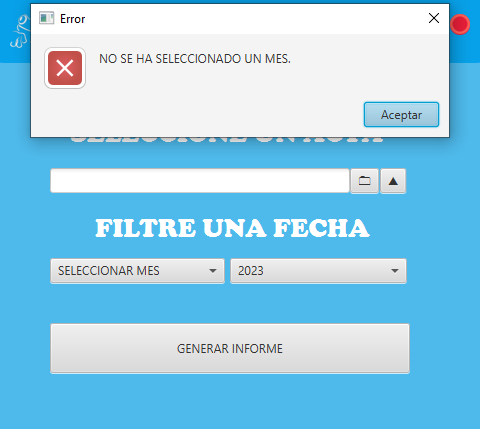 Error
NO SE HA SELECCIONADO UN MES.
Aceptar
FILTRE UNA FECHA
SELECCIONAR MES
2023
GENERAR INFORME